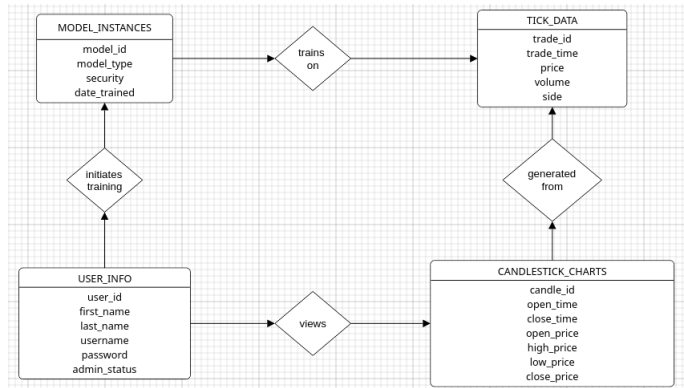 MODEL_INSTANCES
model_id
model_type
security
date_trained
trains
on
TICK_DATA
trade_id
trade_time
price
volume
side
initiates
training
generated
from
USER_INFO
user_id
first_name
last_name
username
password
admin_status
views
CANDLESTICK_CHARTS
candle_id
open_time
close_time
open_price
high_price
low_price
close_price